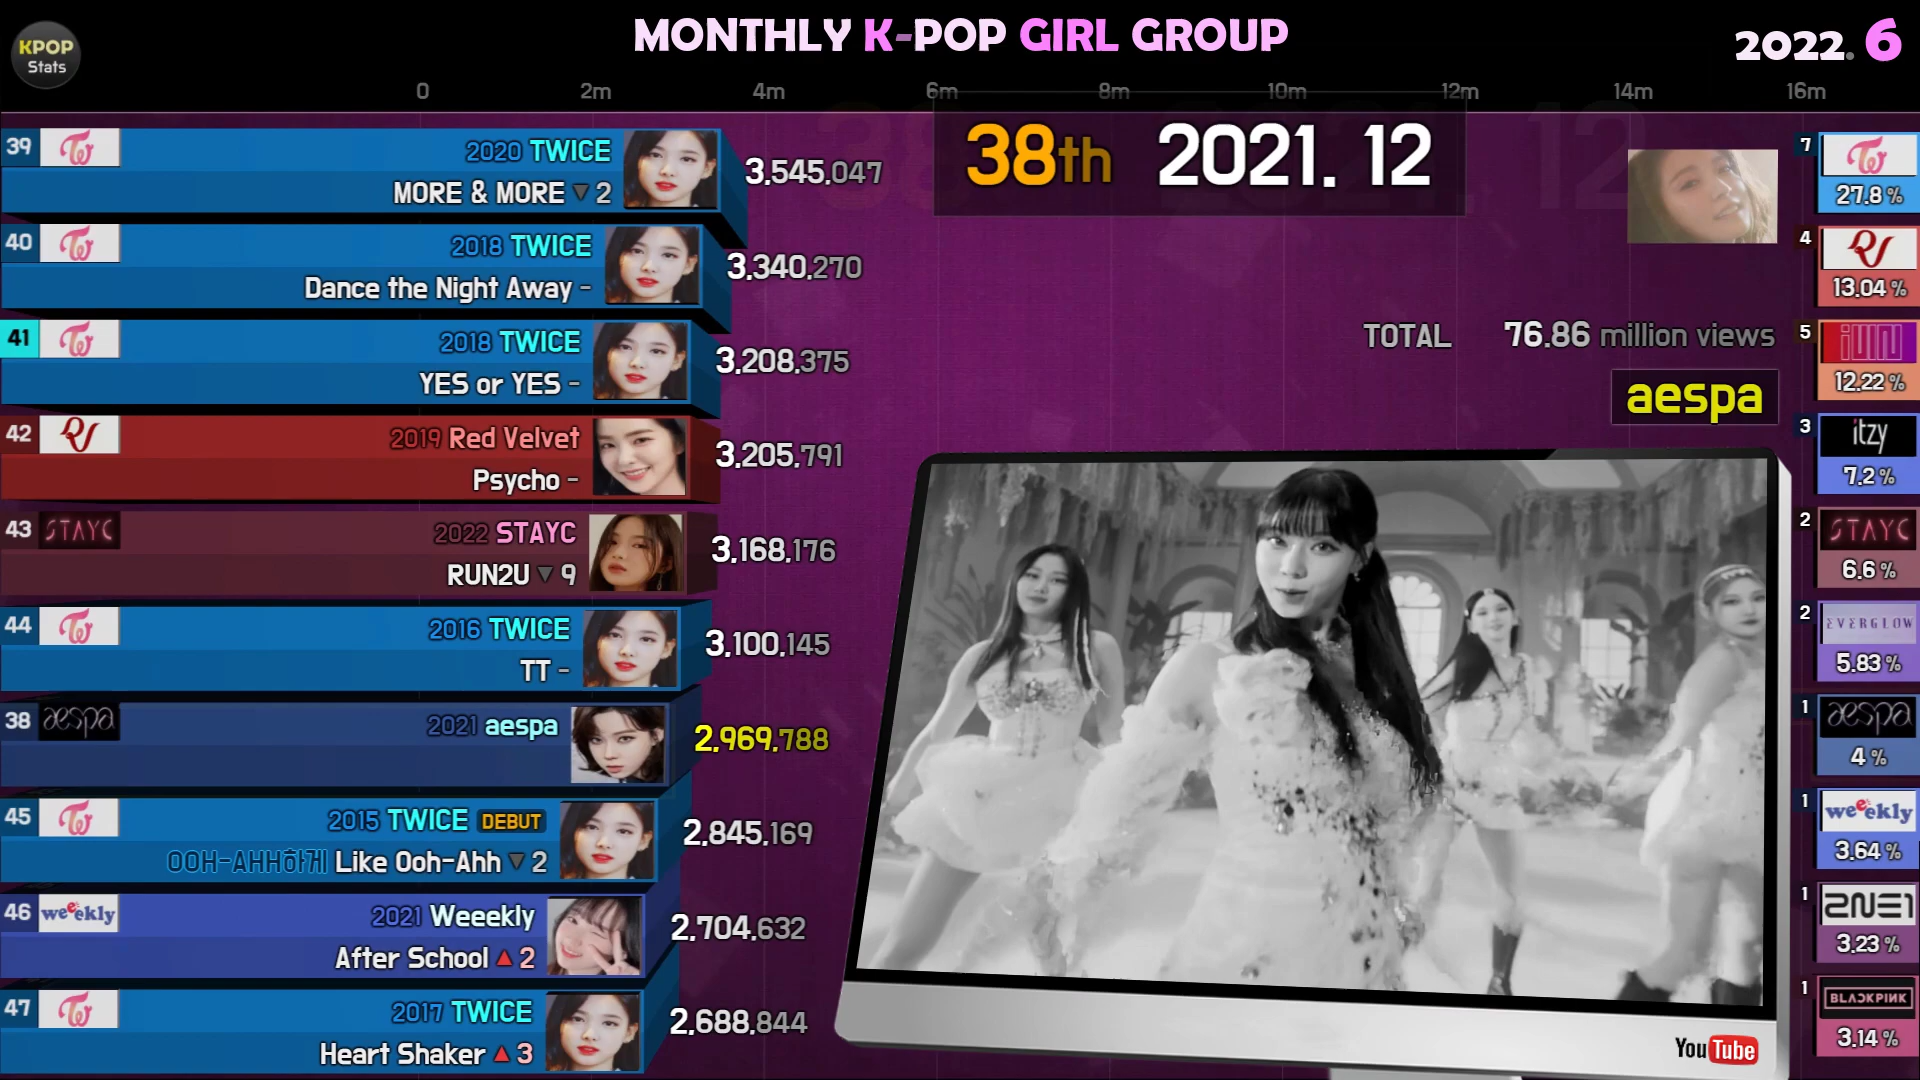 KPOP
Stats
MONTHLY K-POP GIRL GROUP
2022. 6
0 2m 4m 6m 8m 10m 12m 14m 16m
38th 2021. 12
TOTAL 76.86 million views
aespa
39 2020 TWICE
MORE & MORE ▼ 2
3,545,047
40 2018 TWICE
Dance the Night Away -
3,340,270
41 2018 TWICE
YES or YES -
3,208,375
42 2019 Red Velvet
Psycho -
3,205,791
43 STAYC 2022 STAYC
RUN2U ▼ 9
3,168,176
44 2016 TWICE
TT -
3,100,145
38 aespa 2021 aespa
2,969,788
45 2015 TWICE DEBUT
OOH-AHH하게 Like Ooh-Ahh ▼ 2
2,845,169
46 weeekly 2021 Weeekly
After School ▲ 2
2,704,632
47 2017 TWICE
Heart Shaker ▲ 3
2,688,844
7
27.8 %
4
13.04 %
5
12.22 %
3 itzy
7.2 %
2 STAYC
6.6 %
2 EVERGLOW
5.83 %
1 aespa
4 %
1 weeekly
3.64 %
1 2NE1
3.23 %
1 BLACKPINK
3.14 %
YouTube